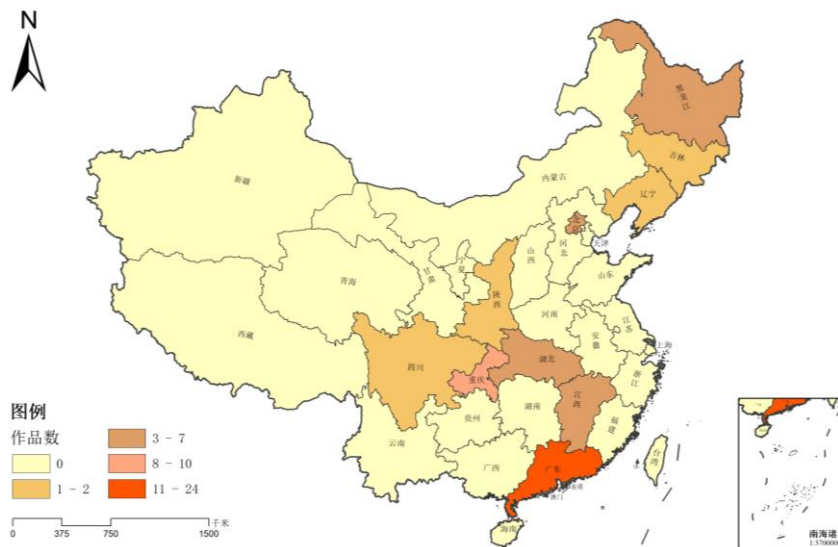 N
黑龙江
吉林
辽宁
内蒙古
新疆
北京
天津
河北
山西
宁夏
甘肃
青海
山东
陕西
河南
江苏
安徽
西藏
上海
四川
湖北
重庆
浙江
江西
湖南
贵州
福建
云南
台湾
广西
广东
香港
澳门
海南
图例
作品数
0
1 - 2
3 - 7
8 - 10
11 - 24
0 375 750 1500 千米